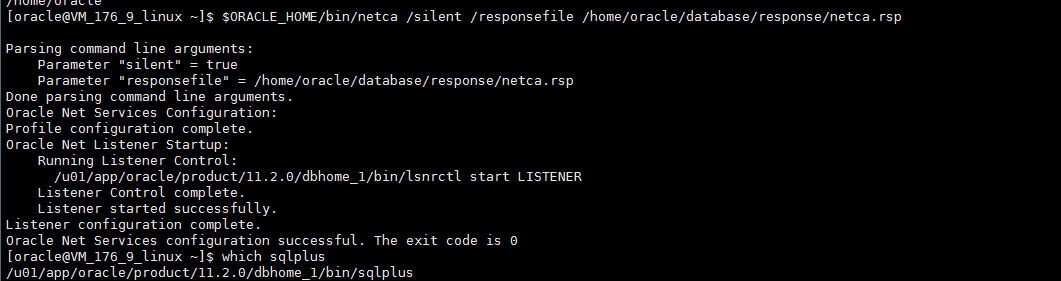 /home/oracle
[oracle@VM_176_9_linux ~]$ $ORACLE_HOME/bin/netca /silent /responsefile /home/oracle/database/response/netca.rsp

Parsing command line arguments:
    Parameter "silent" = true
    Parameter "responsefile" = /home/oracle/database/response/netca.rsp
Done parsing command line arguments.
Oracle Net Services Configuration:
Profile configuration complete.
Oracle Net Listener Startup:
    Running Listener Control:
      /u01/app/oracle/product/11.2.0/dbhome_1/bin/lsnrctl start LISTENER
    Listener Control complete.
    Listener started successfully.
Listener configuration complete.
Oracle Net Services configuration successful. The exit code is 0
[oracle@VM_176_9_linux ~]$ which sqlplus
/u01/app/oracle/product/11.2.0/dbhome_1/bin/sqlplus